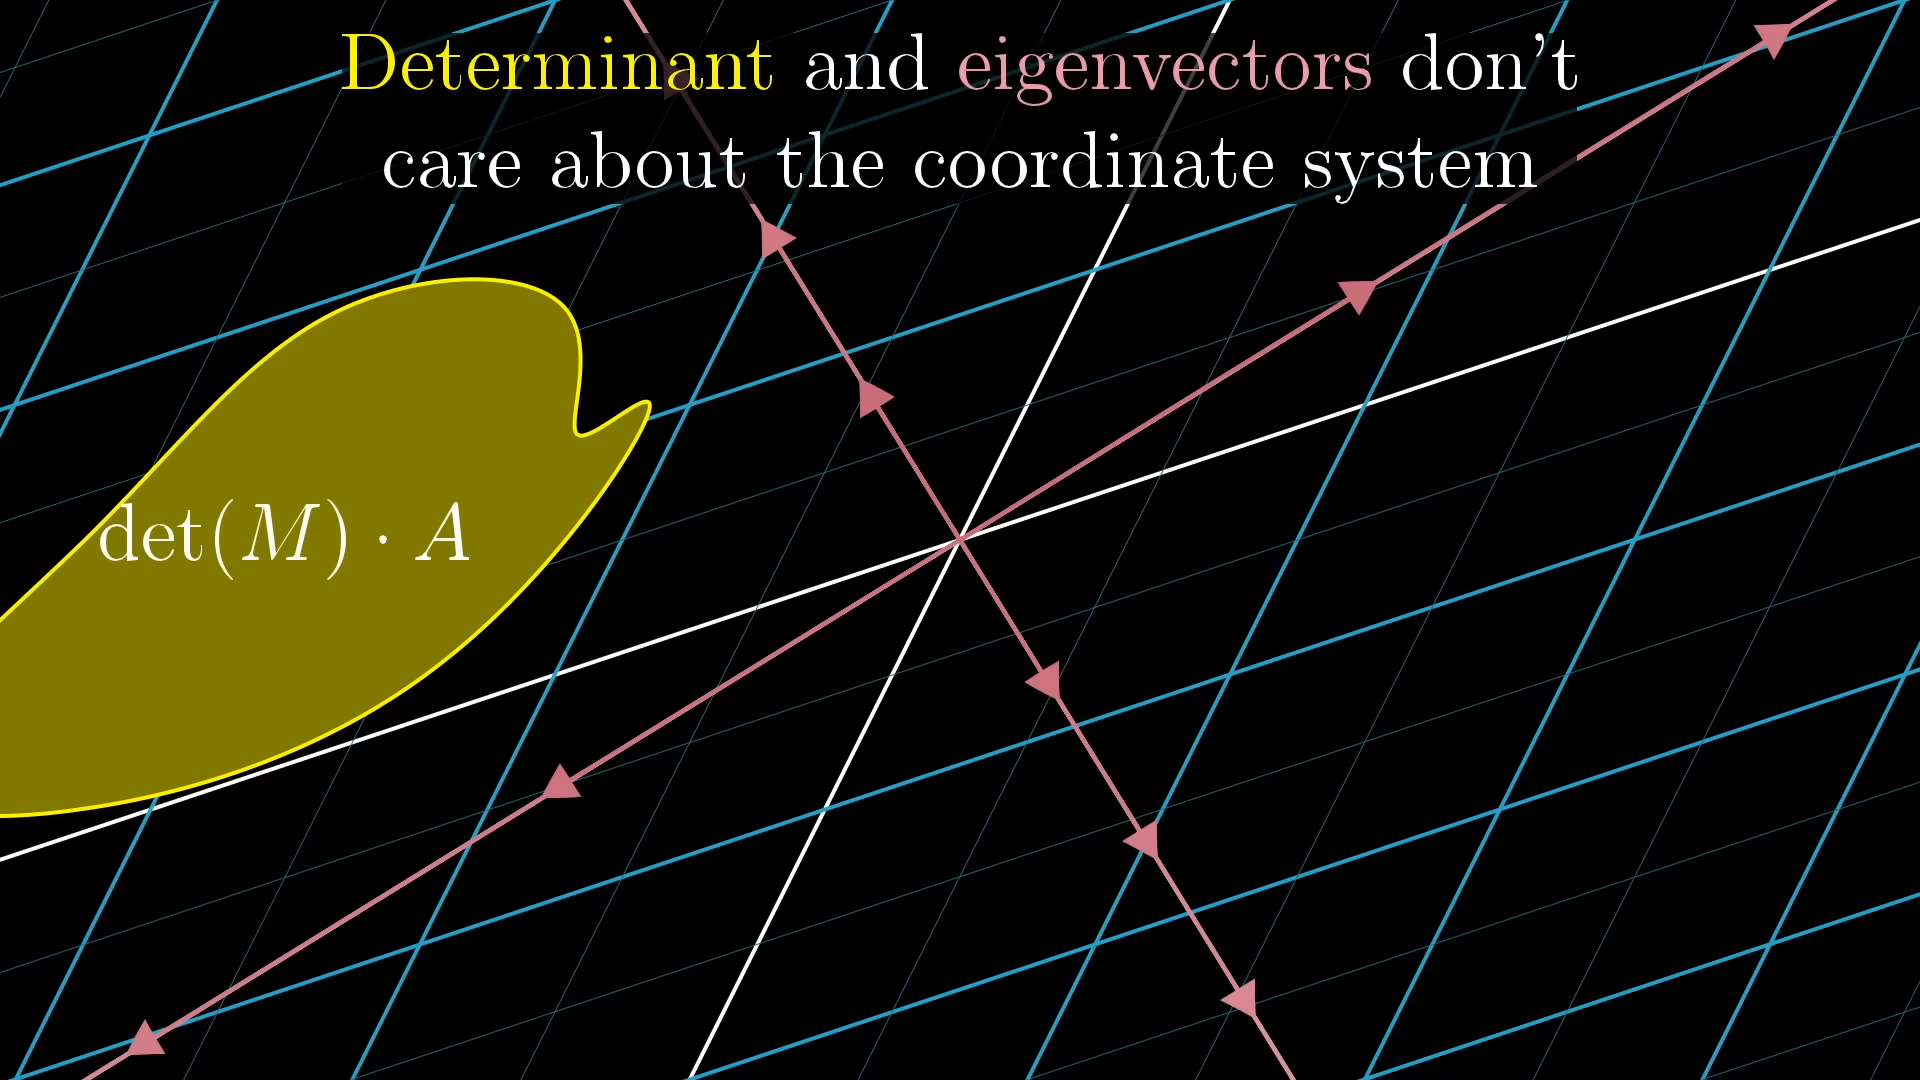 Determinant and eigenvectors don't
care about the coordinate system
det(M) · A